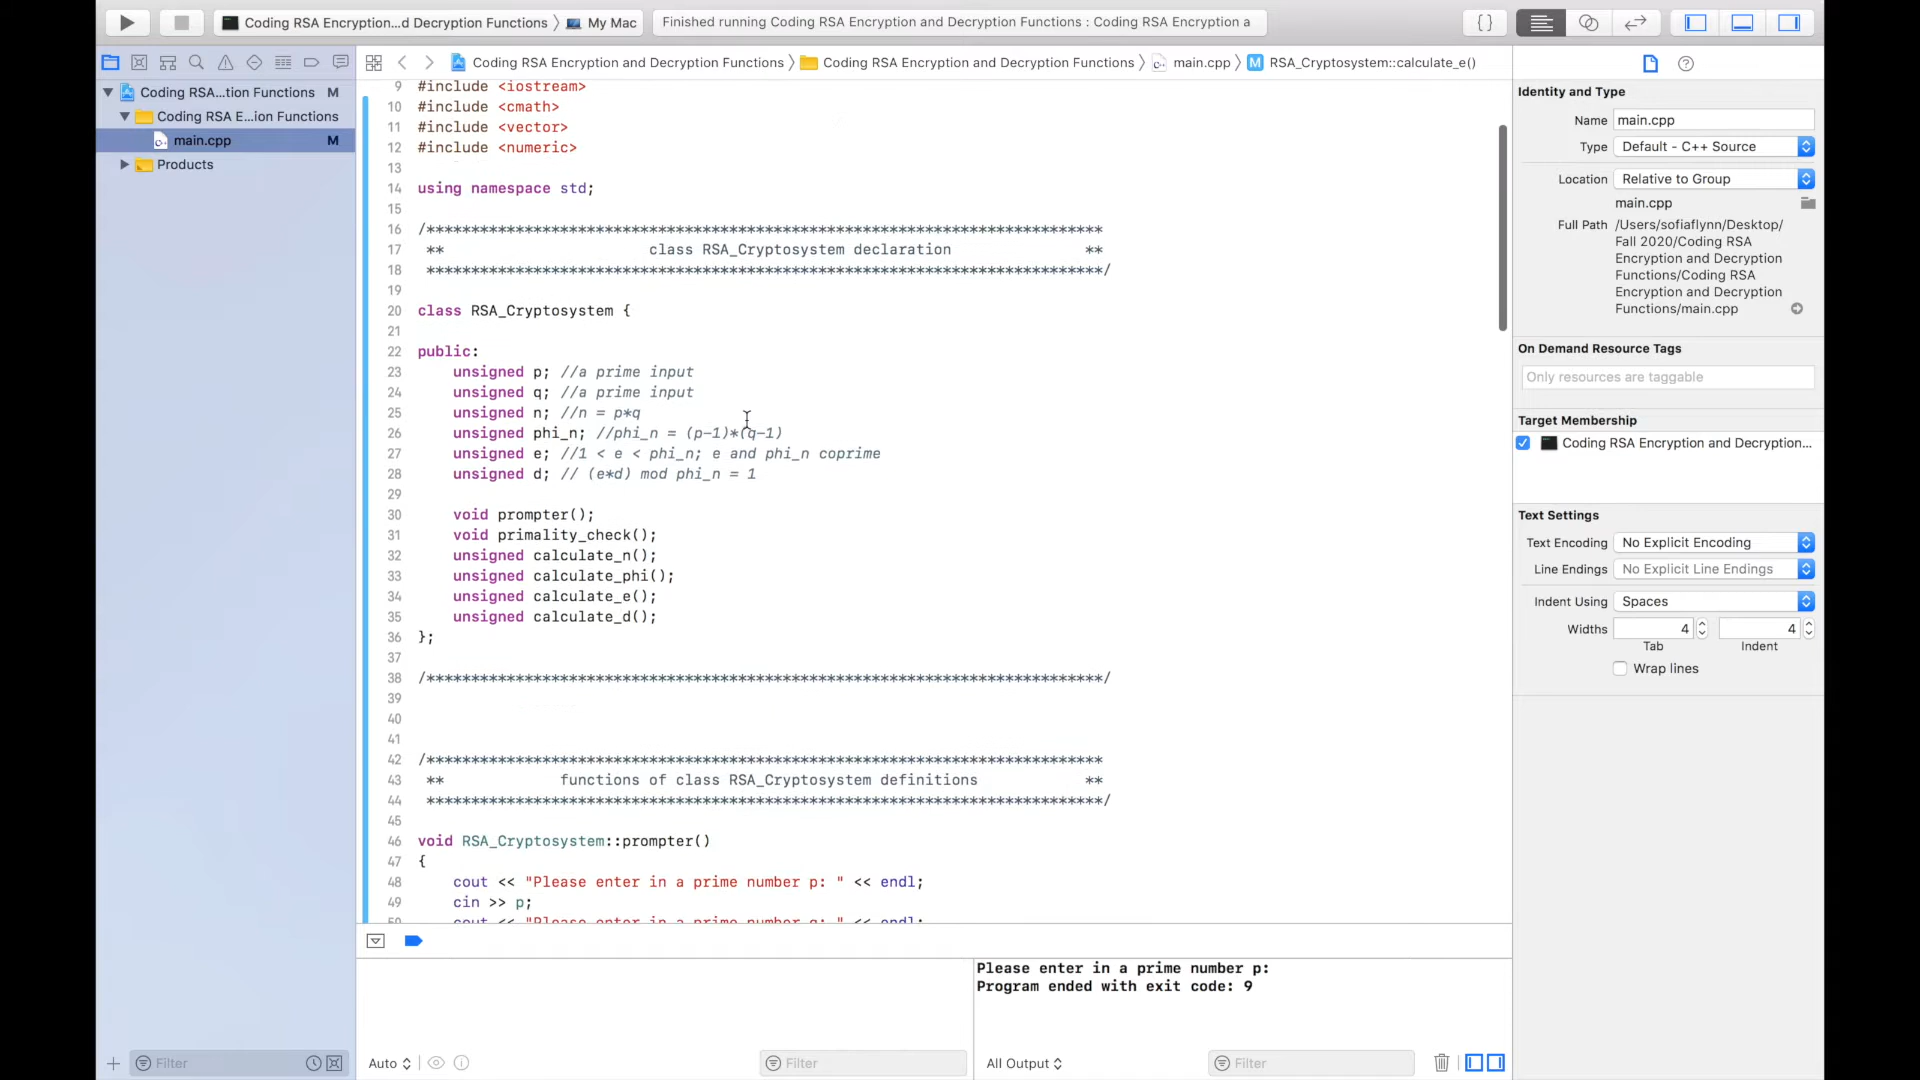 Coding RSA Encryption...d Decryption Functions 〉 My Mac
Finished running Coding RSA Encryption and Decryption Functions : Coding RSA Encryption a
{ }
Coding RSA Encryption and Decryption Functions 〉 Coding RSA Encryption and Decryption Functions 〉 main.cpp 〉 M RSA_Cryptosystem::calculate_e()
Coding RSA...tion Functions M
Coding RSA E...ion Functions
main.cpp M
Products
9 #include <iostream>
10 #include <cmath>
11 #include <vector>
12 #include <numeric>
13
14 using namespace std;
15
16 /****************************************************************************
17 ** class RSA_Cryptosystem declaration **
18 ****************************************************************************/
19
20 class RSA_Cryptosystem {
21
22 public:
23 unsigned p; //a prime input
24 unsigned q; //a prime input
25 unsigned n; //n = p*q
26 unsigned phi_n; //phi_n = (p-1)*(q-1)
27 unsigned e; //1 < e < phi_n; e and phi_n coprime
28 unsigned d; // (e*d) mod phi_n = 1
29
30 void prompter();
31 void primality_check();
32 unsigned calculate_n();
33 unsigned calculate_phi();
34 unsigned calculate_e();
35 unsigned calculate_d();
36 };
37
38 /****************************************************************************/
39
40
41
42 /****************************************************************************
43 ** functions of class RSA_Cryptosystem definitions **
44 ****************************************************************************/
45
46 void RSA_Cryptosystem::prompter()
47 {
48 cout << "Please enter in a prime number p: " << endl;
49 cin >> p;
50 cout << "Please enter in a prime number q: " << endl;
Identity and Type
Name main.cpp
Type Default - C++ Source
Location Relative to Group
main.cpp
Full Path /Users/sofiaflynn/Desktop/
Fall 2020/Coding RSA
Encryption and Decryption
Functions/Coding RSA
Encryption and Decryption
Functions/main.cpp
On Demand Resource Tags
Only resources are taggable
Target Membership
Coding RSA Encryption and Decryption...
Text Settings
Text Encoding No Explicit Encoding
Line Endings No Explicit Line Endings
Indent Using Spaces
Widths 4 4
Tab Indent
Wrap lines
Please enter in a prime number p:
Program ended with exit code: 9
Filter
Auto
Filter
All Output
Filter